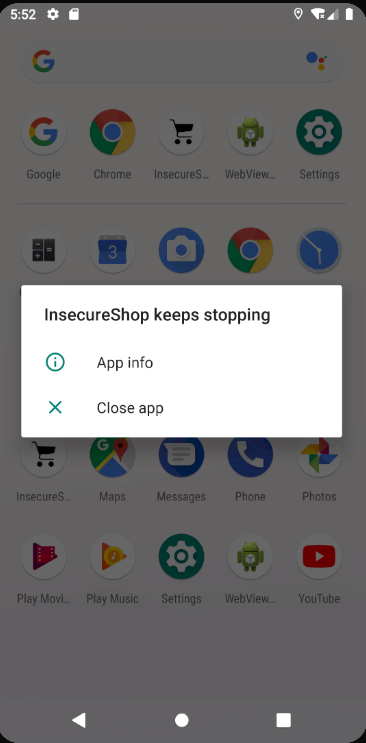 5:52
Google
Chrome
InsecureS...
WebView...
Settings
3
InsecureShop keeps stopping
App info
Close app
InsecureS...
Maps
Messages
Phone
Photos
Play Movi...
Play Music
Settings
WebView...
YouTube